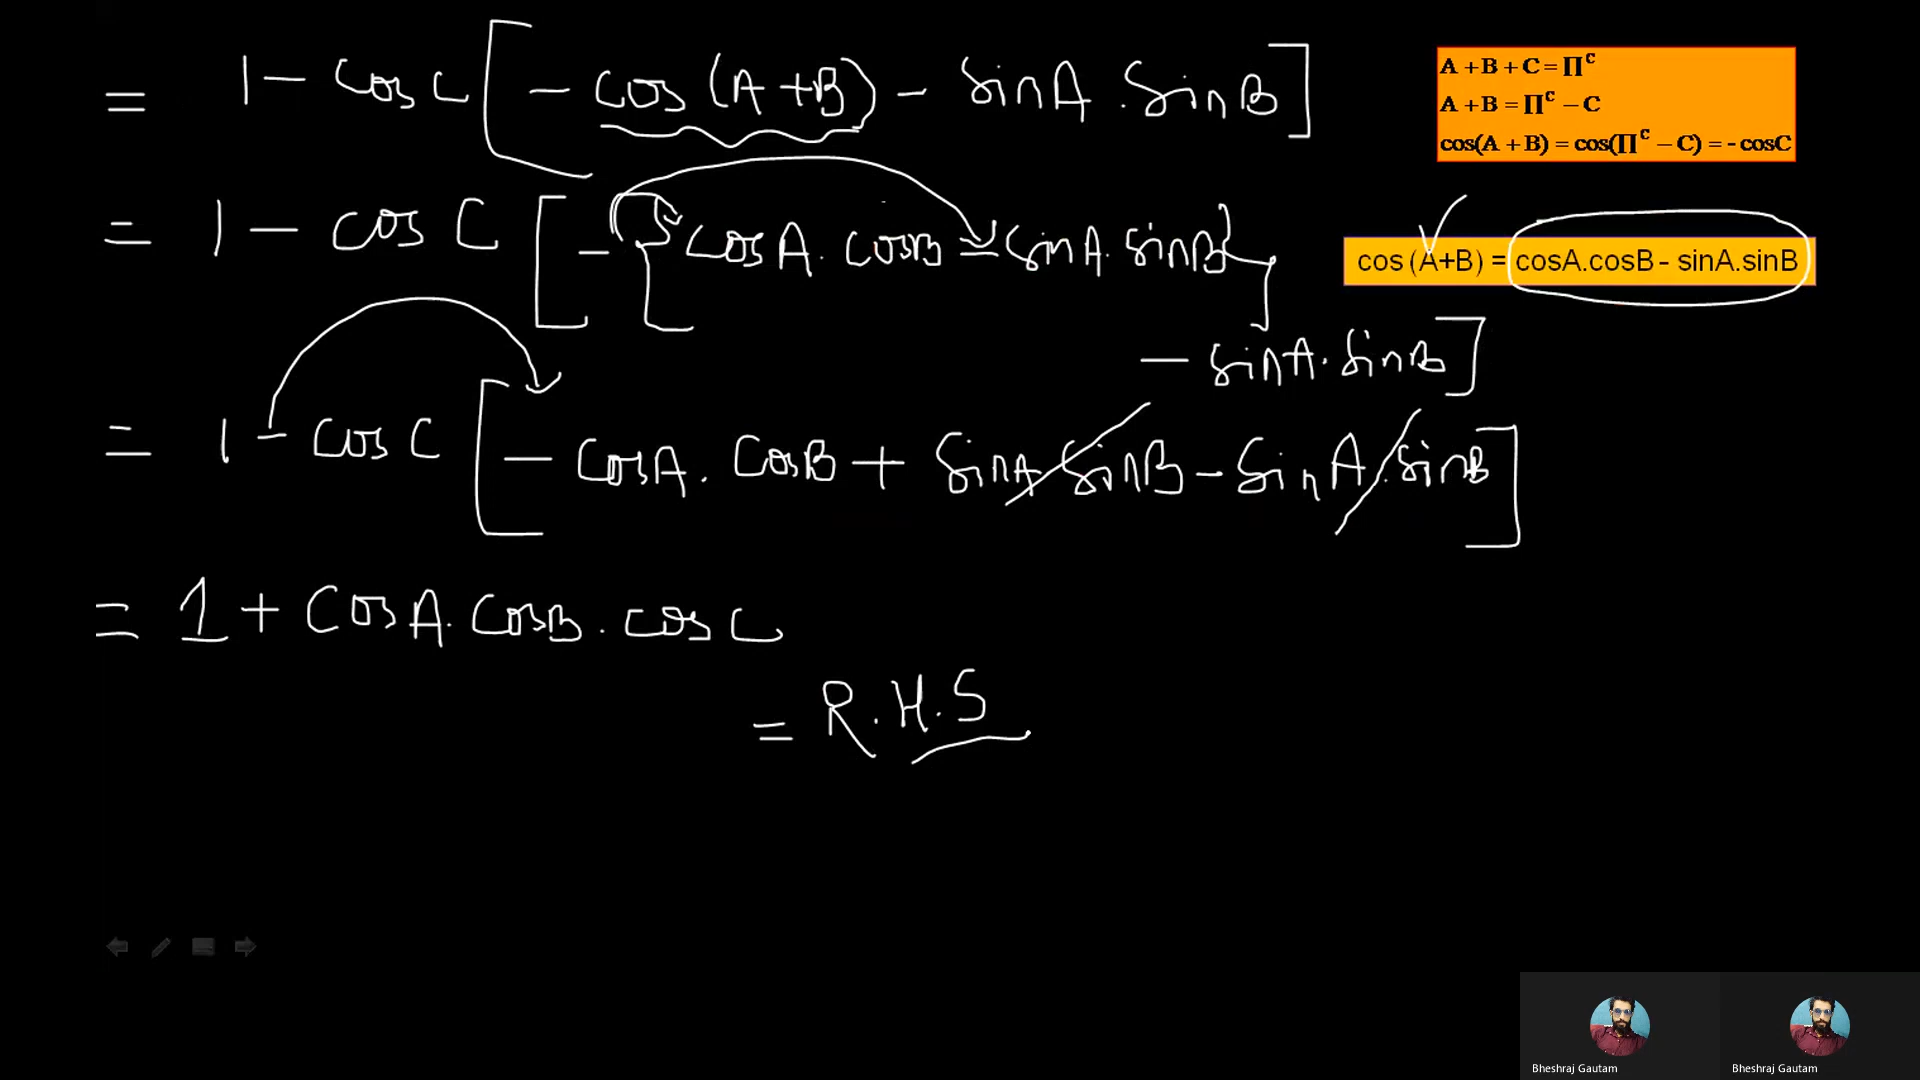 = 1 - cos C [ - cos (A+B) - sinA . sinB ]
A + B + C = ∏ᶜ
A + B = ∏ᶜ - C
cos(A + B) = cos(∏ᶜ - C) = - cosC
= 1 - cos C [ - { cosA . cosB - sinA . sinB }
cos (A+B) = cosA.cosB - sinA.sinB
- sinA . sinB ]
= 1 - cos C [ - cosA . cosB + sinA sinB - sin A . sinB ]
= 1 + cosA . cosB . cos C
= R.H.S
Bheshraj Gautam
Bheshraj Gautam